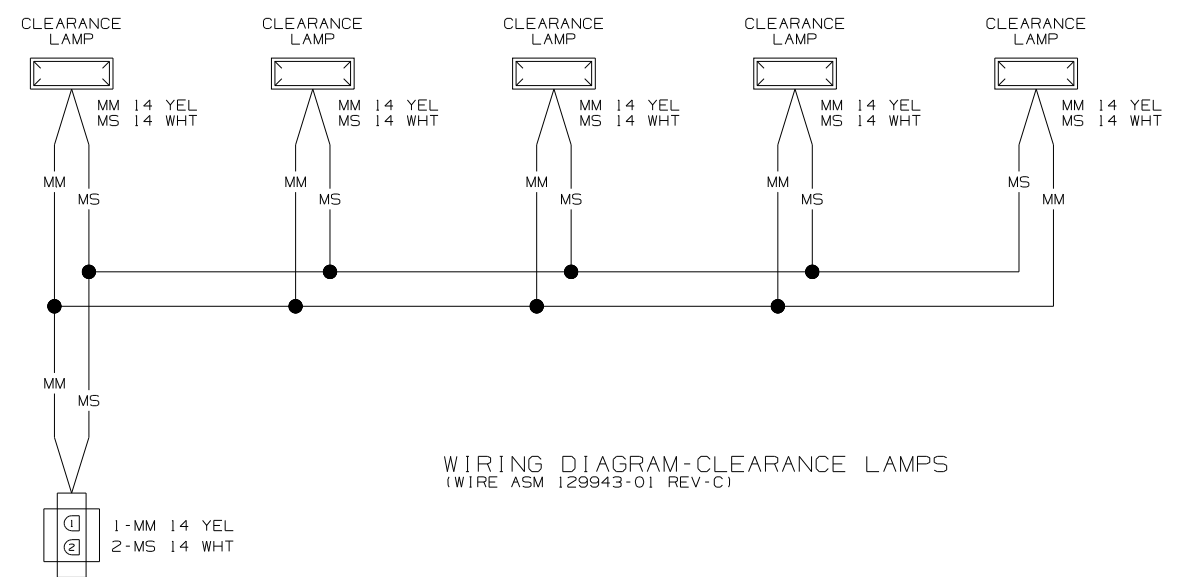 CLEARANCE LAMP
CLEARANCE LAMP
CLEARANCE LAMP
CLEARANCE LAMP
CLEARANCE LAMP
MM 14 YEL
MS 14 WHT
MM 14 YEL
MS 14 WHT
MM 14 YEL
MS 14 WHT
MM 14 YEL
MS 14 WHT
MM 14 YEL
MS 14 WHT
MM
MS
MM
MS
MM
MS
MM
MS
MS
MM
MM
MS
WIRING DIAGRAM-CLEARANCE LAMPS
(WIRE ASM 129943-01 REV-C)
1 1-MM 14 YEL
2 2-MS 14 WHT